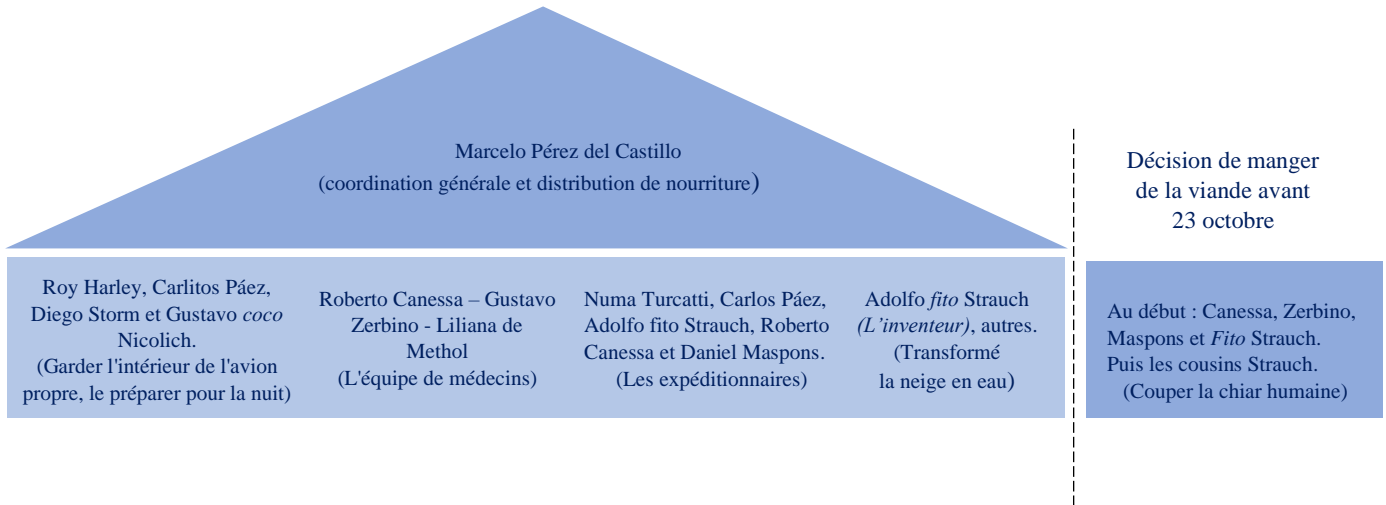 Marcelo Pérez del Castillo
(coordination générale et distribution de nourriture)
Décision de manger
de la viande avant
23 octobre
Roy Harley, Carlitos Páez,
Diego Storm et Gustavo coco
Nicolich.
(Garder l'intérieur de l'avion
propre, le préparer pour la nuit)
Roberto Canessa – Gustavo
Zerbino - Liliana de
Methol
(L'équipe de médecins)
Numa Turcatti, Carlos Páez,
Adolfo fito Strauch, Roberto
Canessa et Daniel Maspons.
(Les expéditionnaires)
Adolfo fito Strauch
(L'inventeur), autres.
(Transformé
la neige en eau)
Au début : Canessa, Zerbino,
Maspons et Fito Strauch.
Puis les cousins Strauch.
(Couper la chiar humaine)